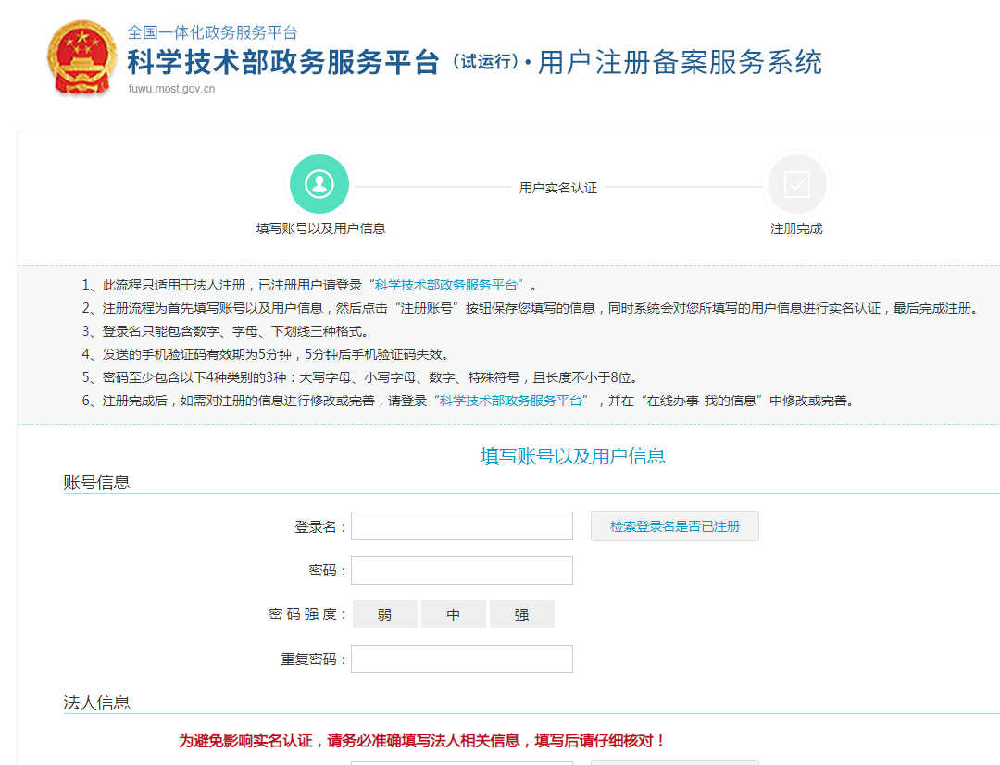 全国一体化政务服务平台
科学技术部政务服务平台（试运行）·用户注册备案服务系统
fuwu.most.gov.cn
用户实名认证
填写账号以及用户信息
注册完成
1、此流程只适用于法人注册，已注册用户请登录“科学技术部政务服务平台”。
2、注册流程为首先填写账号以及用户信息，然后点击“注册账号”按钮保存您填写的信息，同时系统会对您所填写的用户信息进行实名认证，最后完成注册。
3、登录名只能包含数字、字母、下划线三种格式。
4、发送的手机验证码有效期为5分钟，5分钟后手机验证码失效。
5、密码至少包含以下4种类别的3种：大写字母、小写字母、数字、特殊符号，且长度不小于8位。
6、注册完成后，如需对注册的信息进行修改或完善，请登录“科学技术部政务服务平台”，并在“在线办事-我的信息”中修改或完善。
填写账号以及用户信息
账号信息
登录名： 检索登录名是否已注册
密码：
密 码 强 度： 弱 中 强
重复密码：
法人信息
为避免影响实名认证，请务必准确填写法人相关信息，填写后请仔细核对！